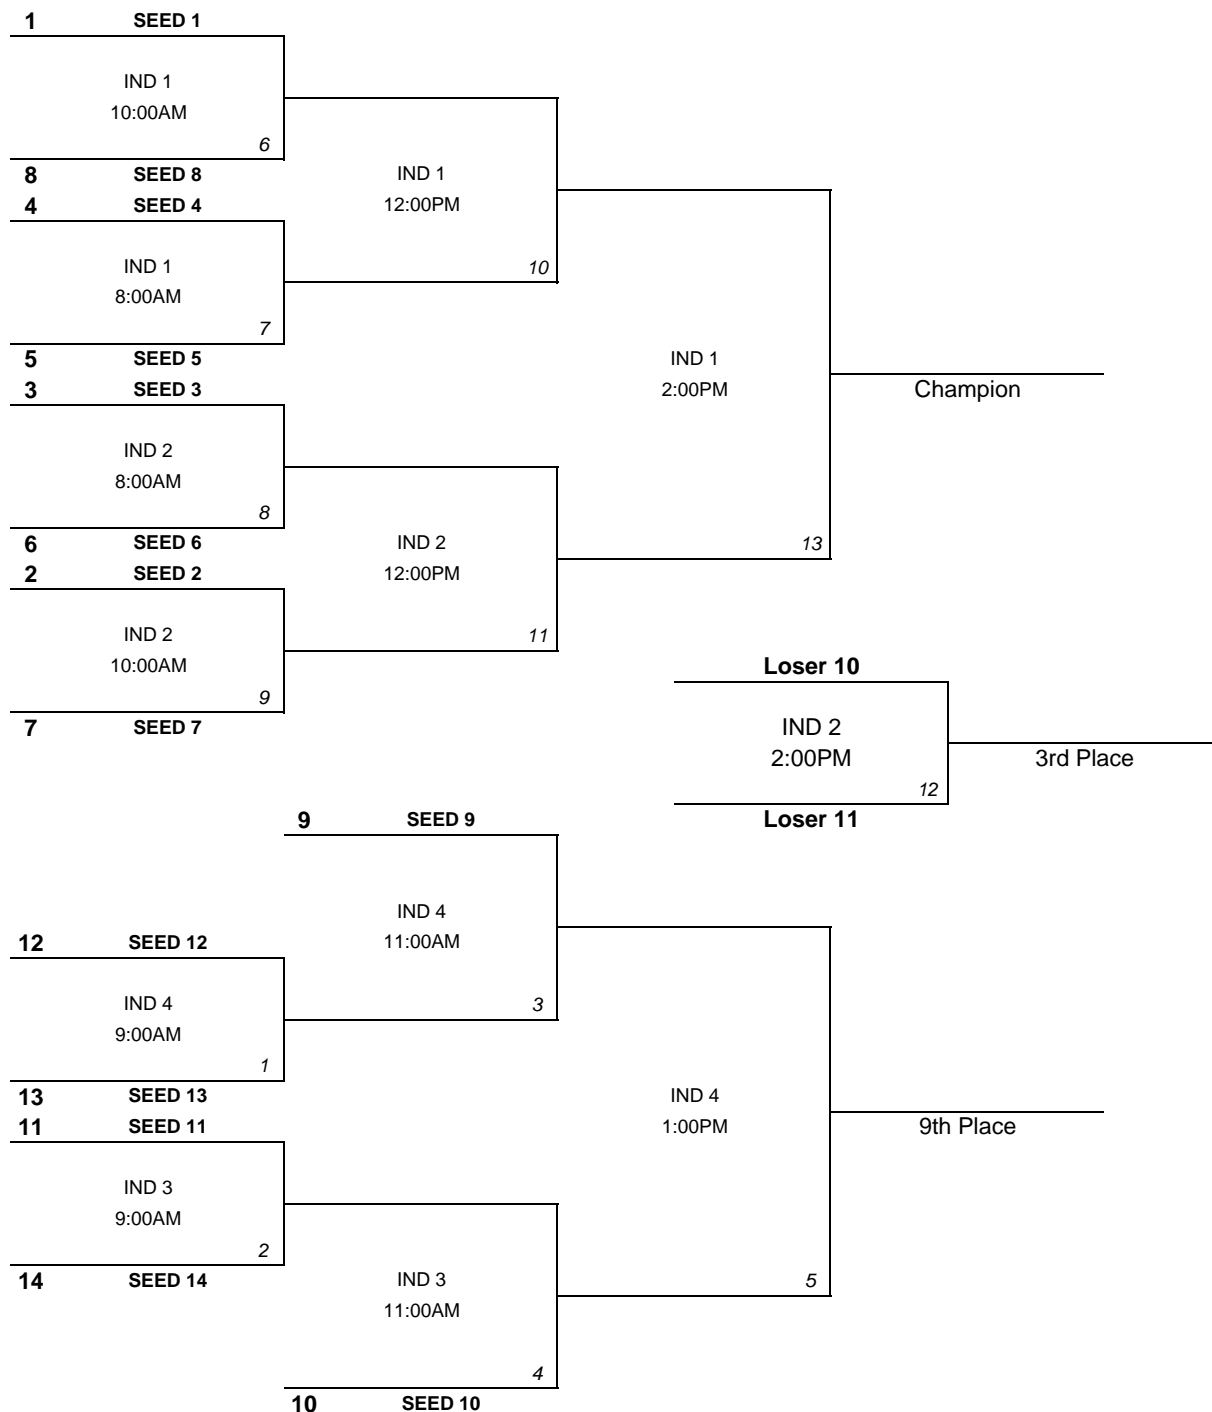 1 SEED 1
IND 1
10:00AM
6
8 SEED 8
4 SEED 4
IND 1
12:00PM
10
IND 1
8:00AM
7
5 SEED 5
3 SEED 3
IND 1
2:00PM
13
Champion
IND 2
8:00AM
8
6 SEED 6
2 SEED 2
IND 2
12:00PM
11
IND 2
10:00AM
9
7 SEED 7
Loser 10
IND 2
2:00PM
12
3rd Place
Loser 11
9 SEED 9
IND 4
11:00AM
3
12 SEED 12
IND 4
9:00AM
1
13 SEED 13
11 SEED 11
IND 4
1:00PM
5
9th Place
IND 3
9:00AM
2
14 SEED 14
IND 3
11:00AM
4
10 SEED 10